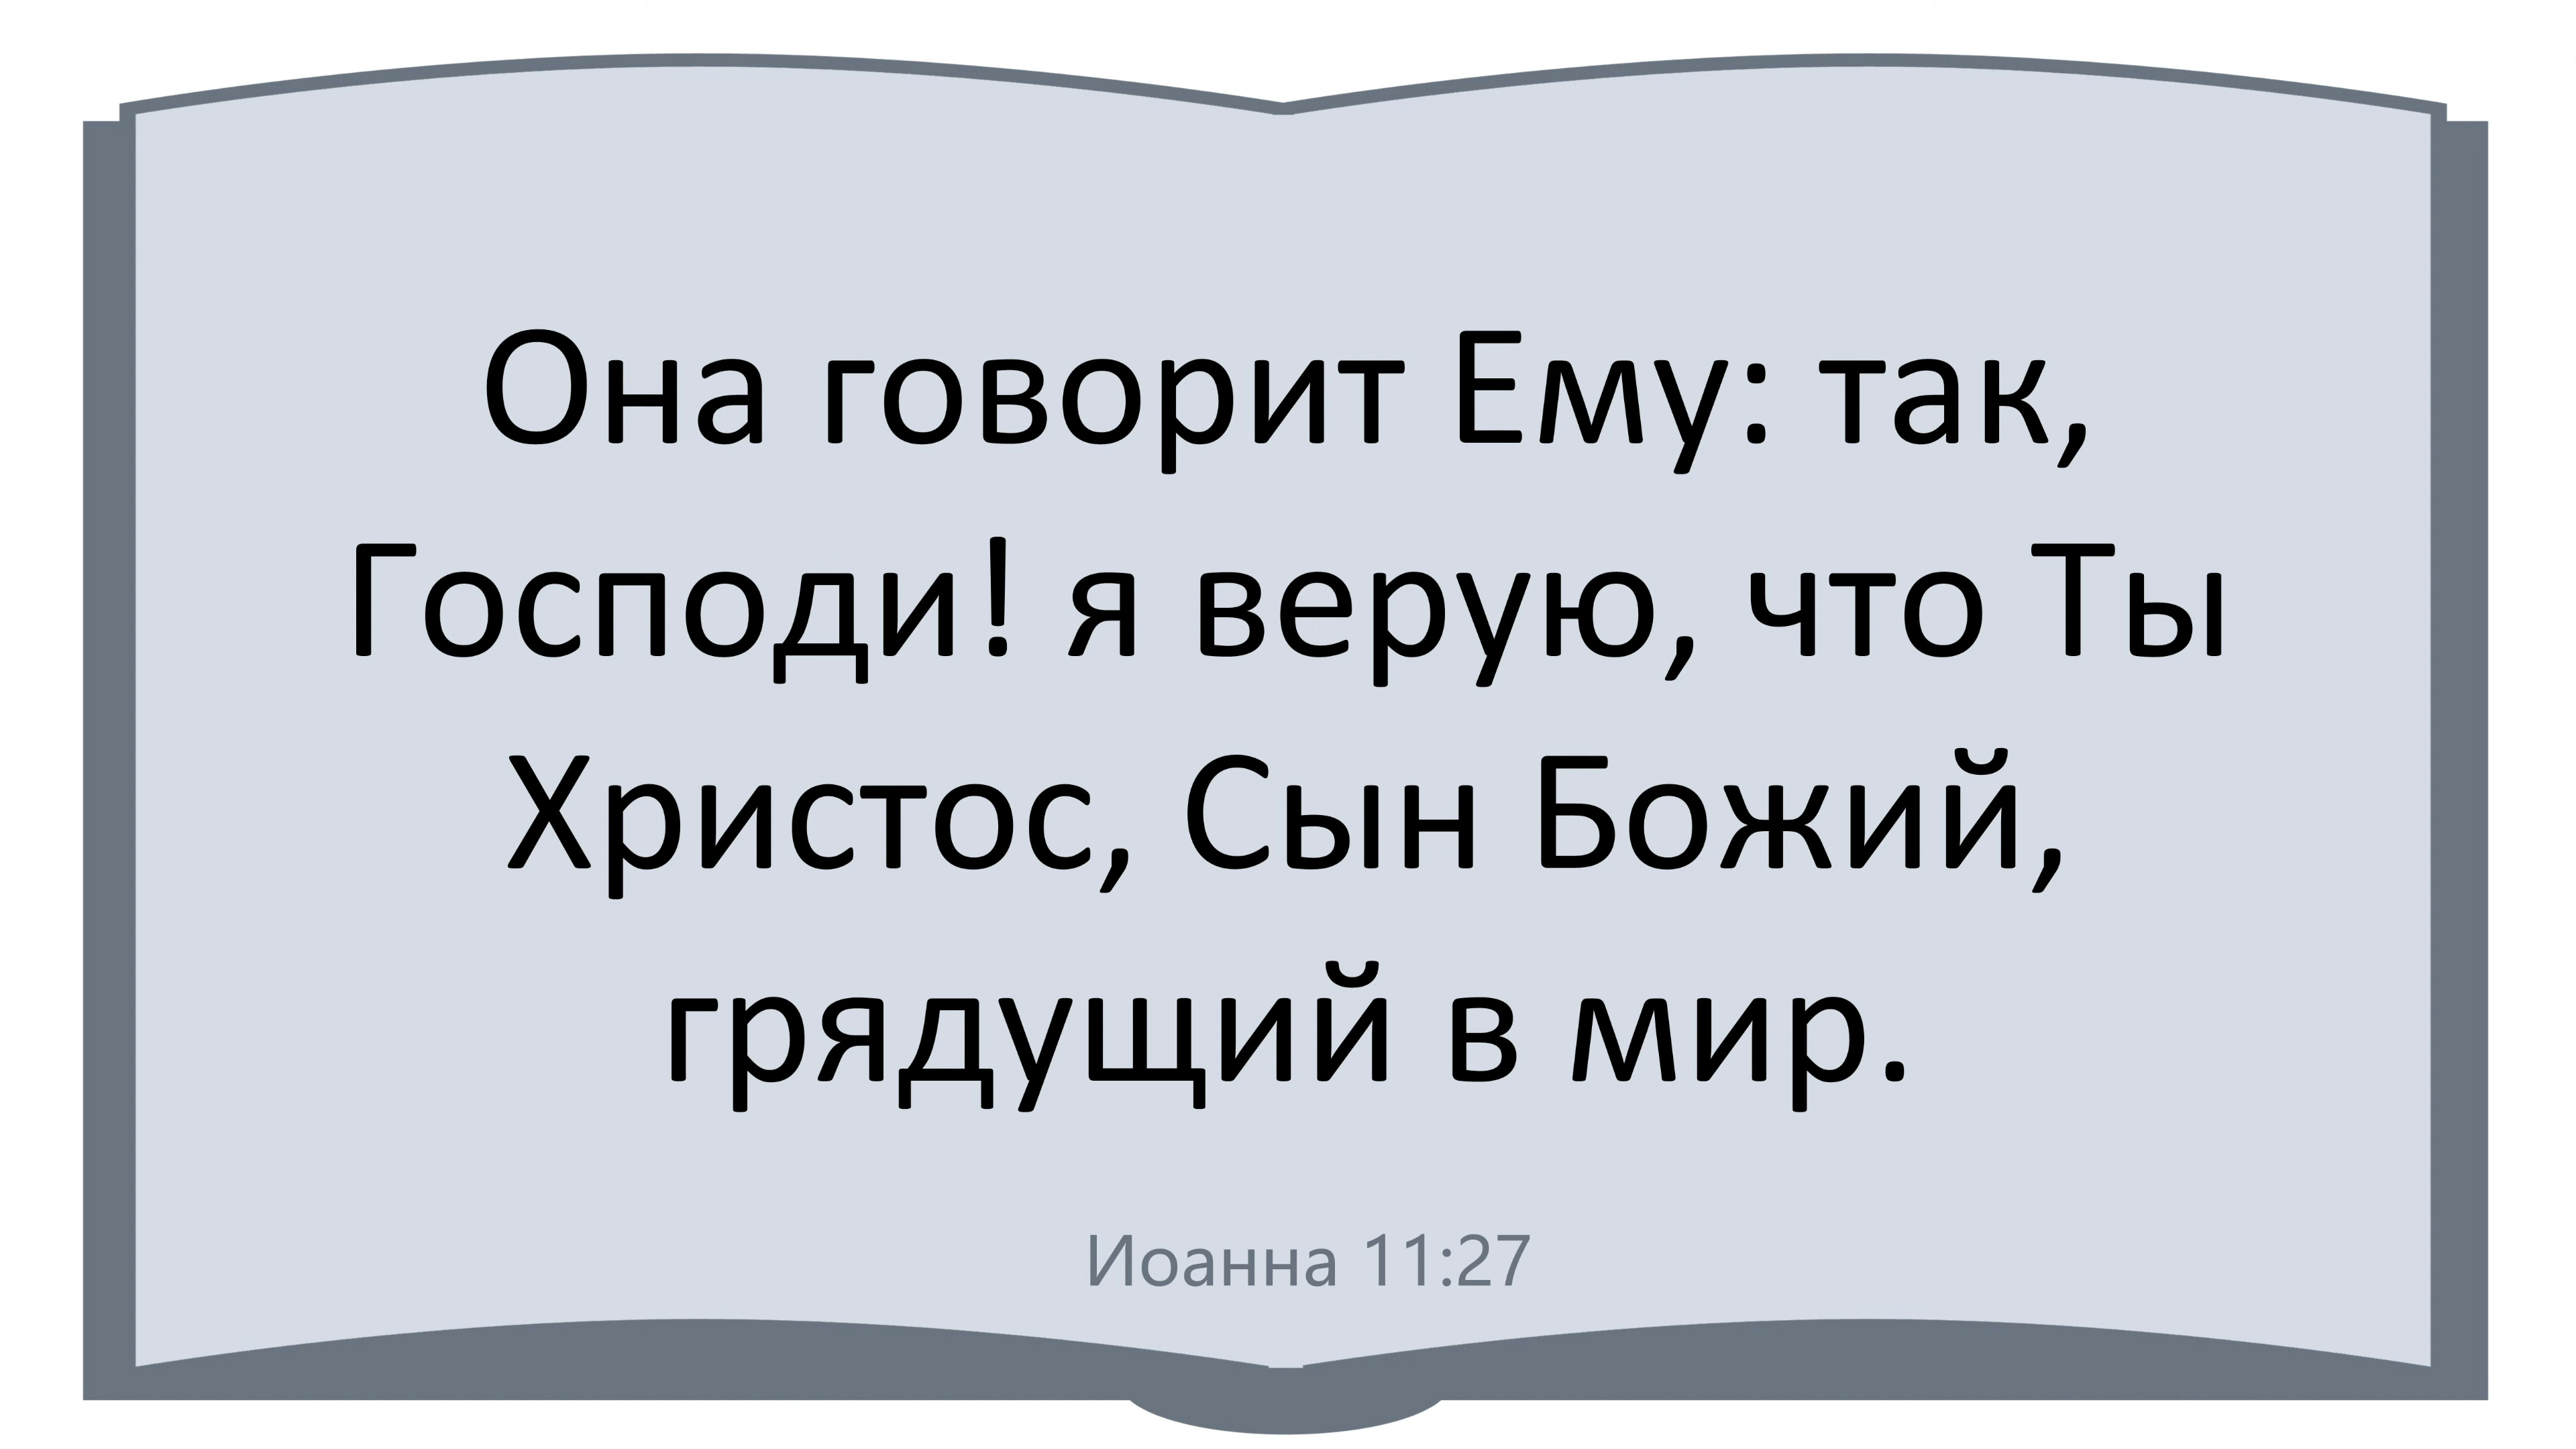 Она говорит Ему: так,
Господи! я верую, что Ты
Христос, Сын Божий,
грядущий в мир.
Иоанна 11:27